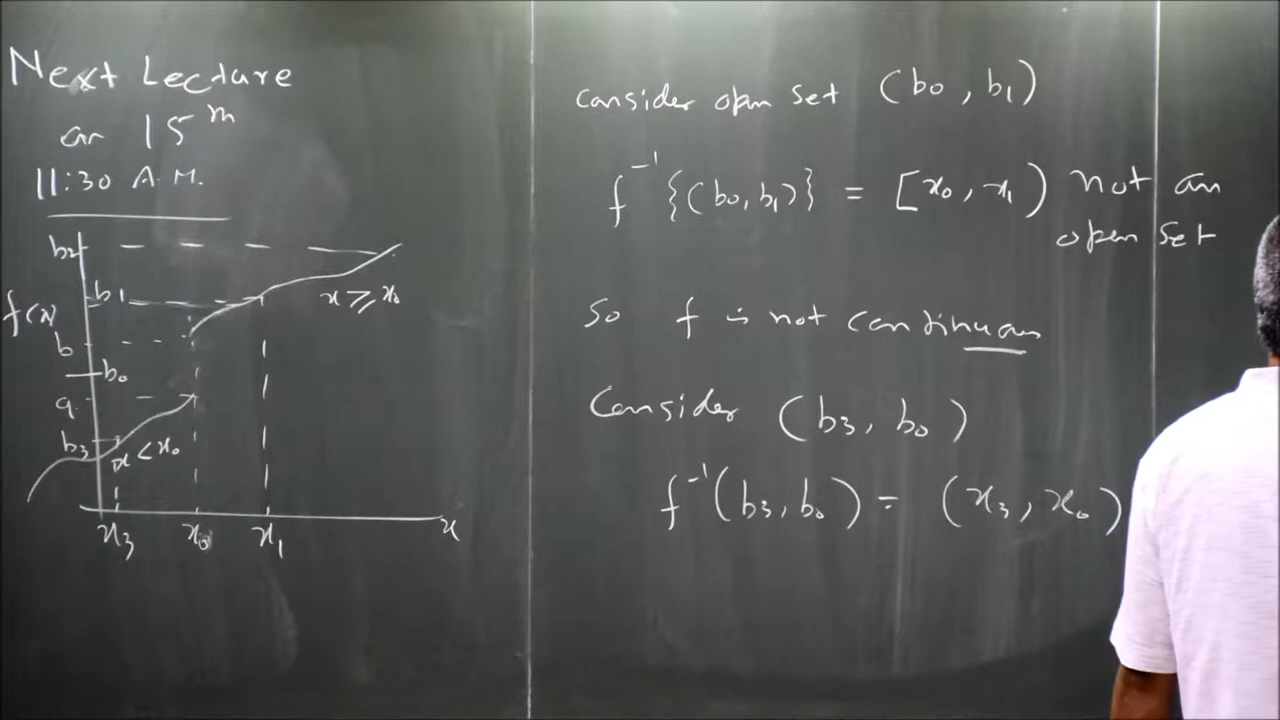 Next Lecture
on 15th
11:30 A.M.
b2
b1
x ≥ x0
f(x)
b
b0
a
b3
x < x0
x3 x0 x1 x
Consider open set (b0, b1)
f⁻¹{(b0, b1)} = [x0, x1) not an
open set
So f is not continuous
Consider (b3, b0)
f⁻¹(b3, b0) = (x3, x0)